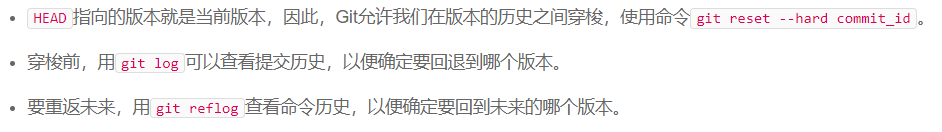 HEAD指向的版本就是当前版本，因此，Git允许我们在版本的历史之间穿梭，使用命令git reset --hard commit_id。
穿梭前，用git log可以查看提交历史，以便确定要回退到哪个版本。
要重返未来，用git reflog查看命令历史，以便确定要回到未来的哪个版本。